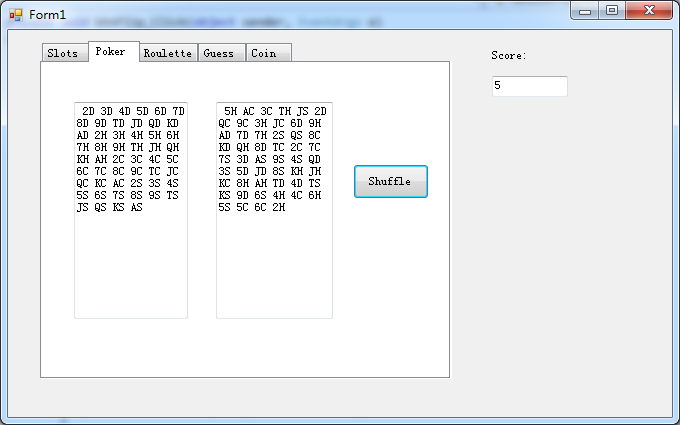 Form1
Slots Poker Roulette Guess Coin
Score:
5
2D 3D 4D 5D 6D 7D
8D 9D TD JD QD KD
AD 2H 3H 4H 5H 6H
7H 8H 9H TH JH QH
KH AH 2C 3C 4C 5C
6C 7C 8C 9C TC JC
QC KC AC 2S 3S 4S
5S 6S 7S 8S 9S TS
JS QS KS AS
5H AC 3C TH JS 2D
QC 9C 3H JC 6D 9H
AD 7D 7H 2S QS 8C
KD QH 8D TC 2C 7C
7S 3D AS 9S 4S QD
3S 5D JD 8S KH JH
KC 8H AH TD 4D TS
KS 9D 6S 4H 4C 6H
5S 5C 6C 2H
Shuffle